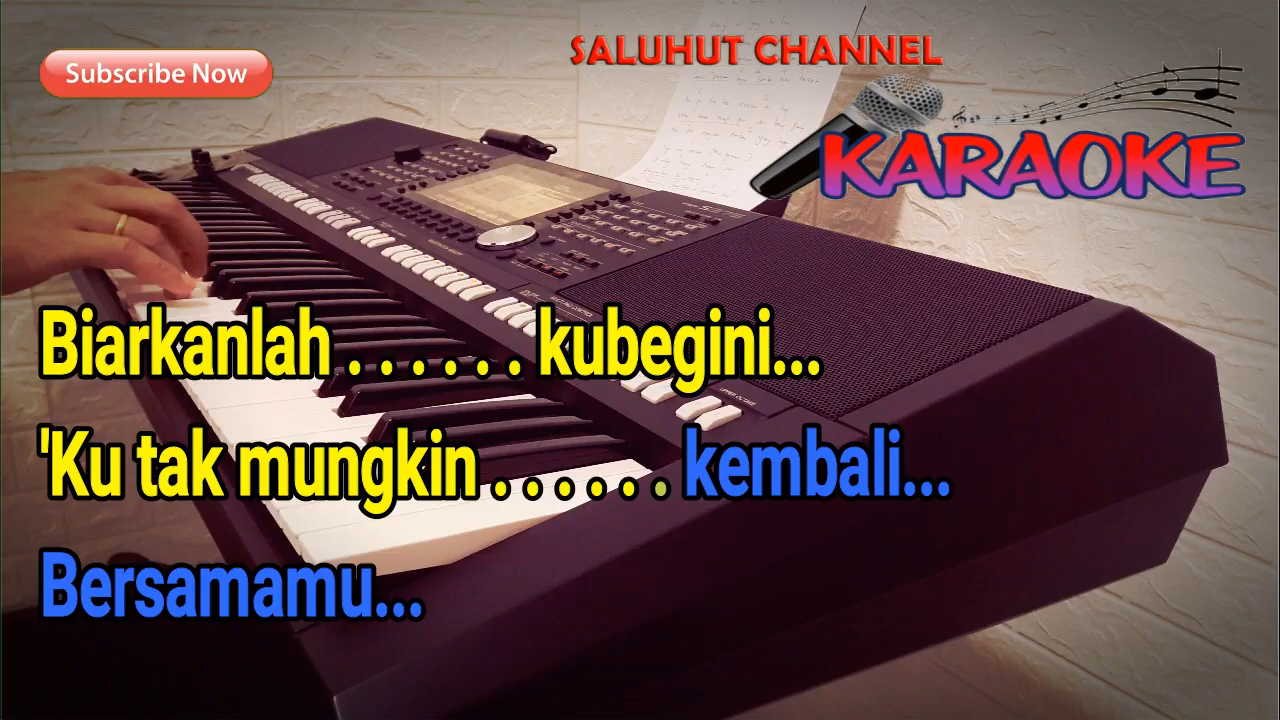 SALUHUT CHANNEL
Subscribe Now
KARAOKE
Biarkanlah . . . . . . kubegini...
'Ku tak mungkin . . . . . . kembali...
Bersamamu...